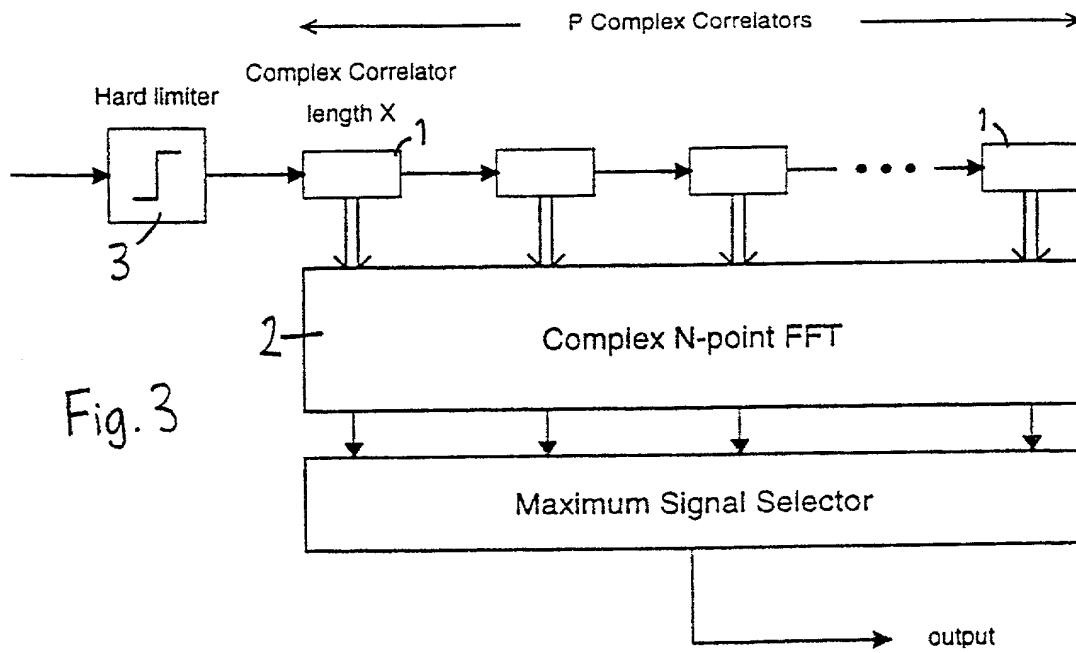 P Complex Correlators
Complex Correlator
length X
Hard limiter
1
1
3
2
Complex N-point FFT
Fig. 3
Maximum Signal Selector
output